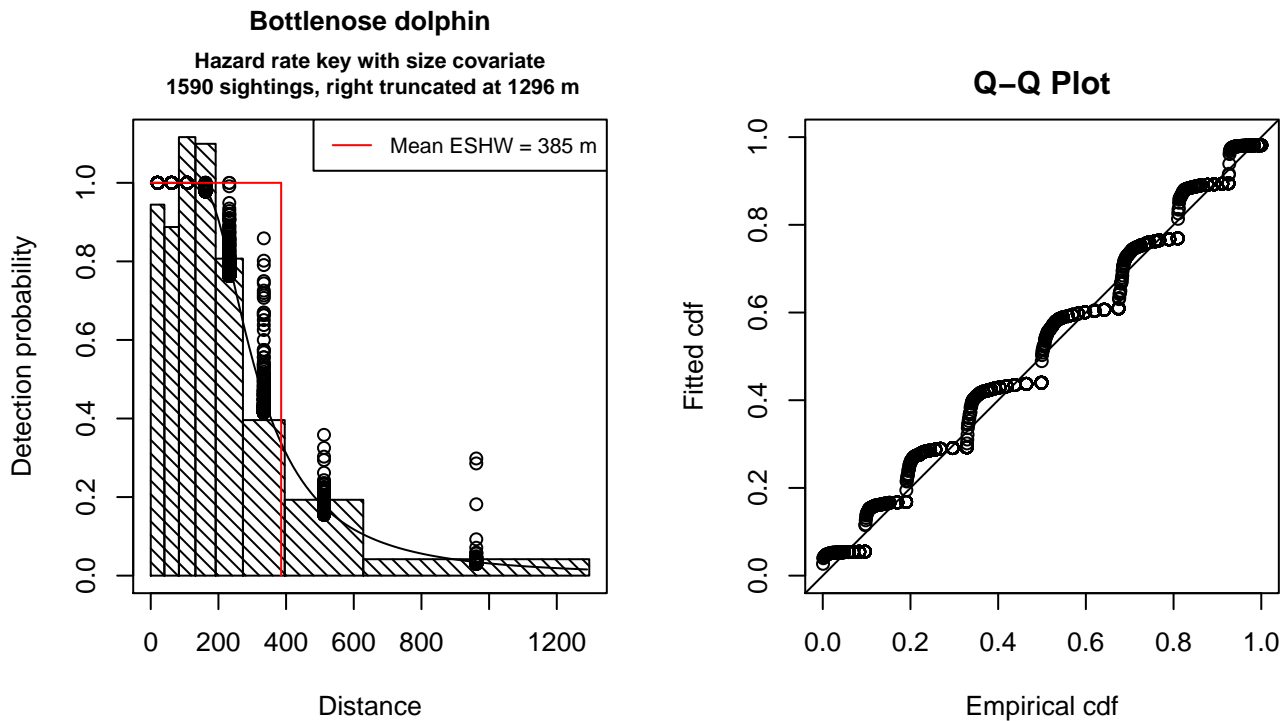 Bottlenose dolphin
Hazard rate key with size covariate
1590 sightings, right truncated at 1296 m
Mean ESHW = 385 m
Detection probability
0.0 0.2 0.4 0.6 0.8 1.0
0 200 400 600 800 1200
Distance
Q−Q Plot
Fitted cdf
0.0 0.2 0.4 0.6 0.8 1.0
0.0 0.2 0.4 0.6 0.8 1.0
Empirical cdf